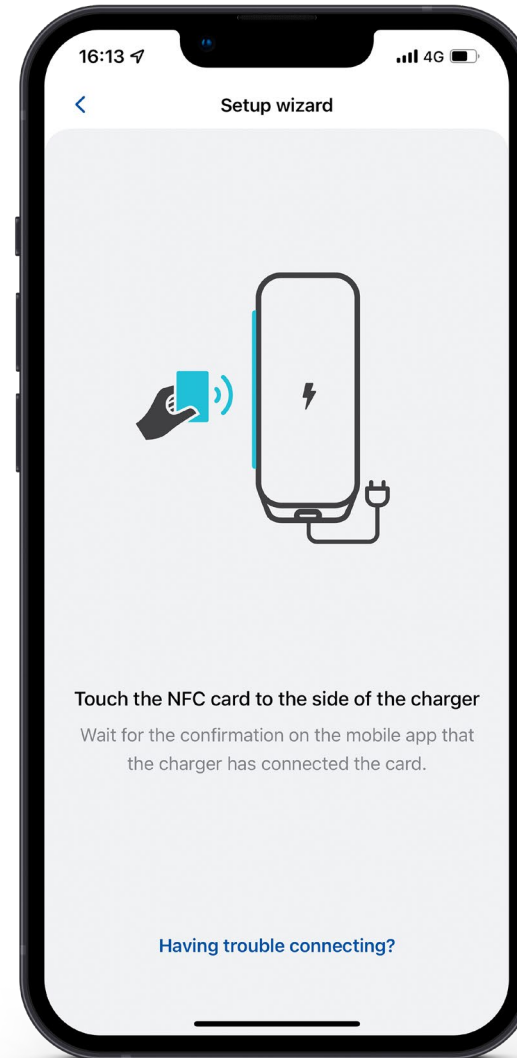 16:13
4G
Setup wizard
Touch the NFC card to the side of the charger
Wait for the confirmation on the mobile app that
the charger has connected the card.
Having trouble connecting?